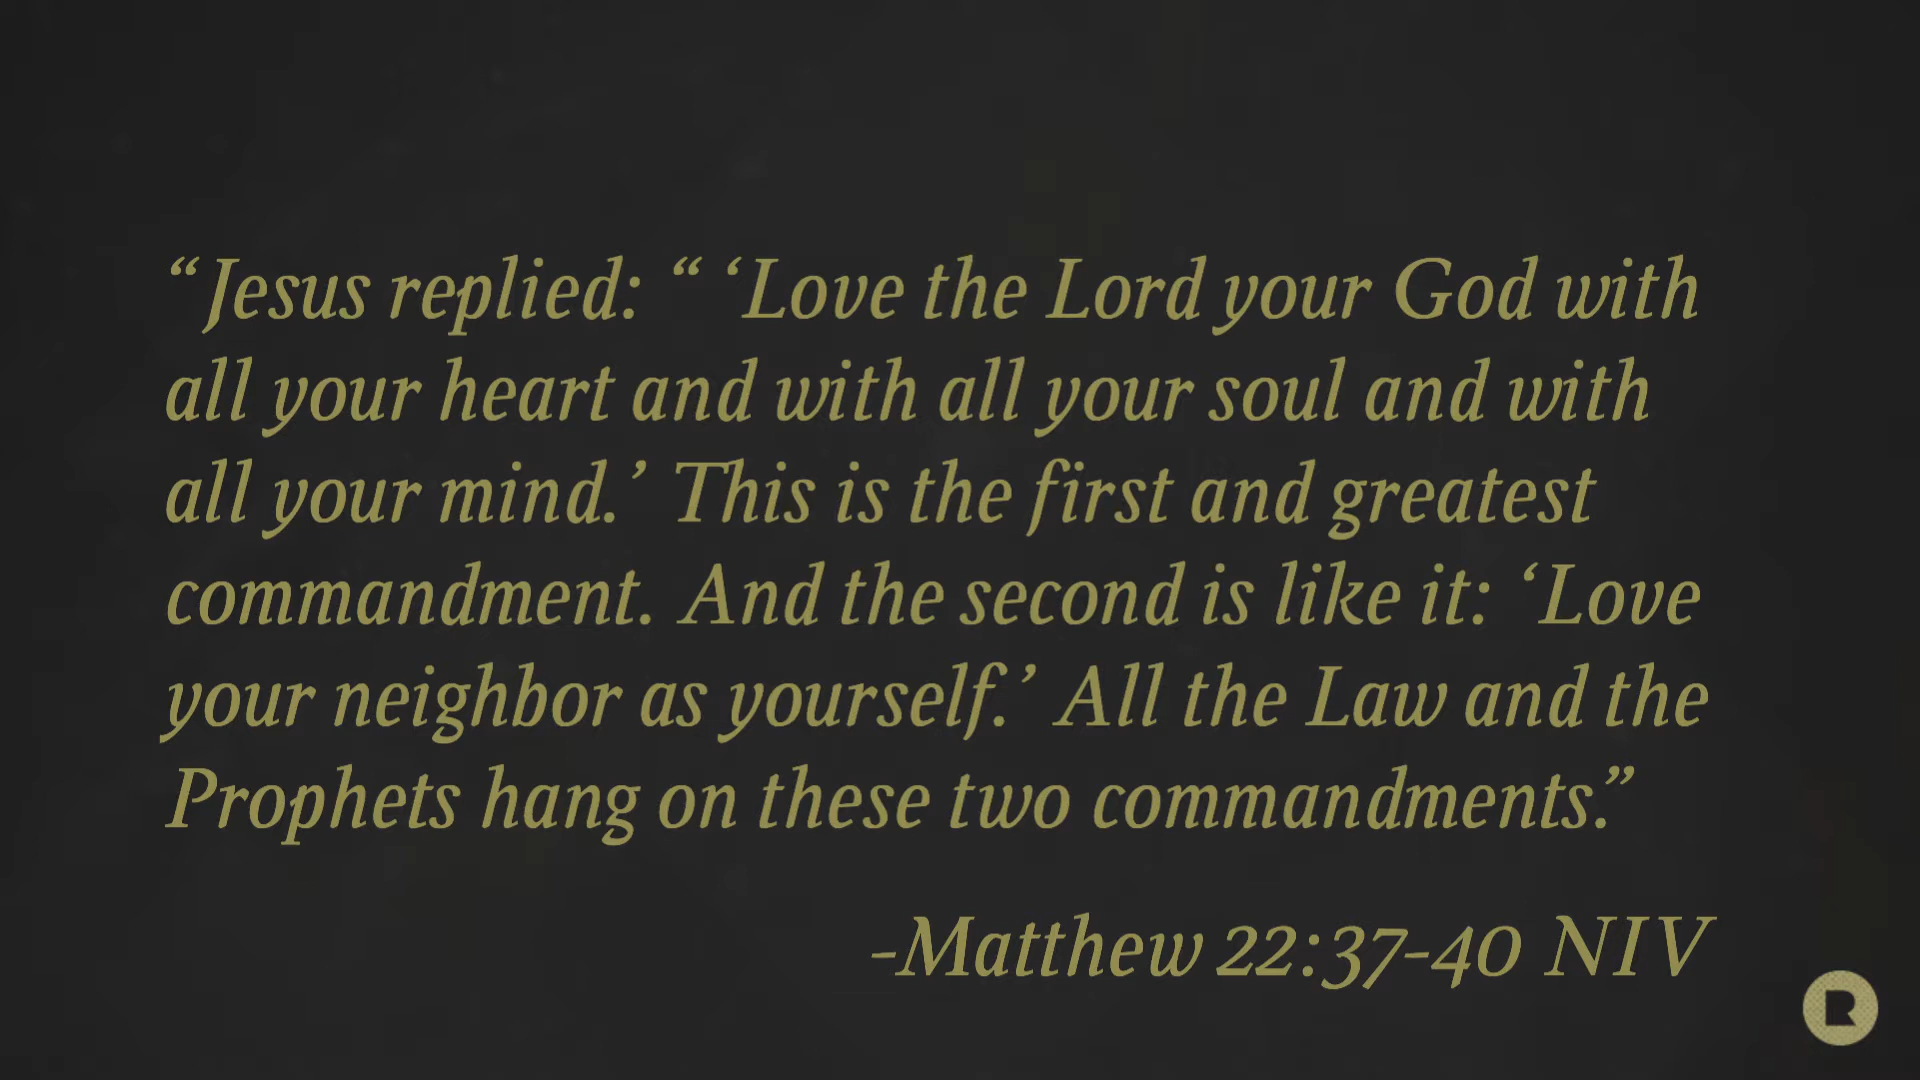 “Jesus replied: “ ‘Love the Lord your God with
all your heart and with all your soul and with
all your mind.’ This is the first and greatest
commandment. And the second is like it: ‘Love
your neighbor as yourself.’ All the Law and the
Prophets hang on these two commandments.”
-Matthew 22:37-40 NIV
R